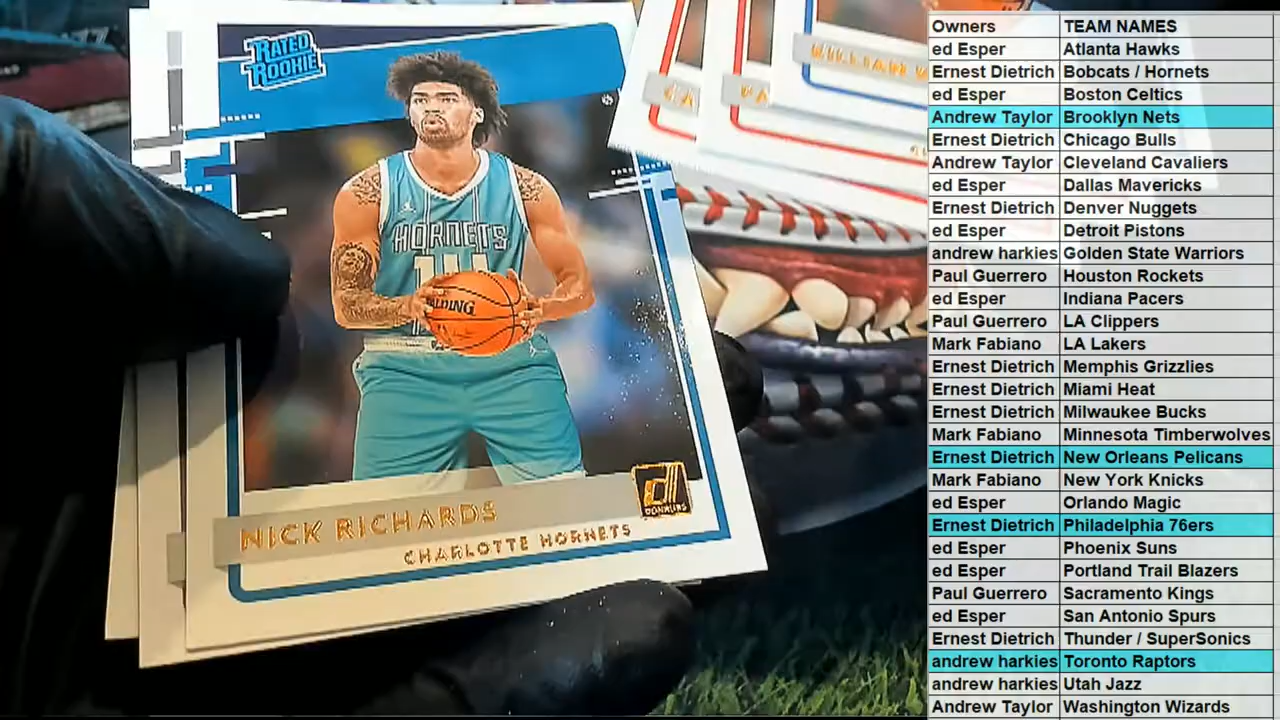 RATED
ROOKIE
HORNETS
14
SPALDING
NICK RICHARDS
CHARLOTTE HORNETS
DONRUSS
WILLIAM
Owners TEAM NAMES
ed Esper Atlanta Hawks
Ernest Dietrich Bobcats / Hornets
ed Esper Boston Celtics
Andrew Taylor Brooklyn Nets
Ernest Dietrich Chicago Bulls
Andrew Taylor Cleveland Cavaliers
ed Esper Dallas Mavericks
Ernest Dietrich Denver Nuggets
ed Esper Detroit Pistons
andrew harkies Golden State Warriors
Paul Guerrero Houston Rockets
ed Esper Indiana Pacers
Paul Guerrero LA Clippers
Mark Fabiano LA Lakers
Ernest Dietrich Memphis Grizzlies
Ernest Dietrich Miami Heat
Ernest Dietrich Milwaukee Bucks
Mark Fabiano Minnesota Timberwolves
Ernest Dietrich New Orleans Pelicans
Mark Fabiano New York Knicks
ed Esper Orlando Magic
Ernest Dietrich Philadelphia 76ers
ed Esper Phoenix Suns
ed Esper Portland Trail Blazers
Paul Guerrero Sacramento Kings
ed Esper San Antonio Spurs
Ernest Dietrich Thunder / SuperSonics
andrew harkies Toronto Raptors
andrew harkies Utah Jazz
Andrew Taylor Washington Wizards